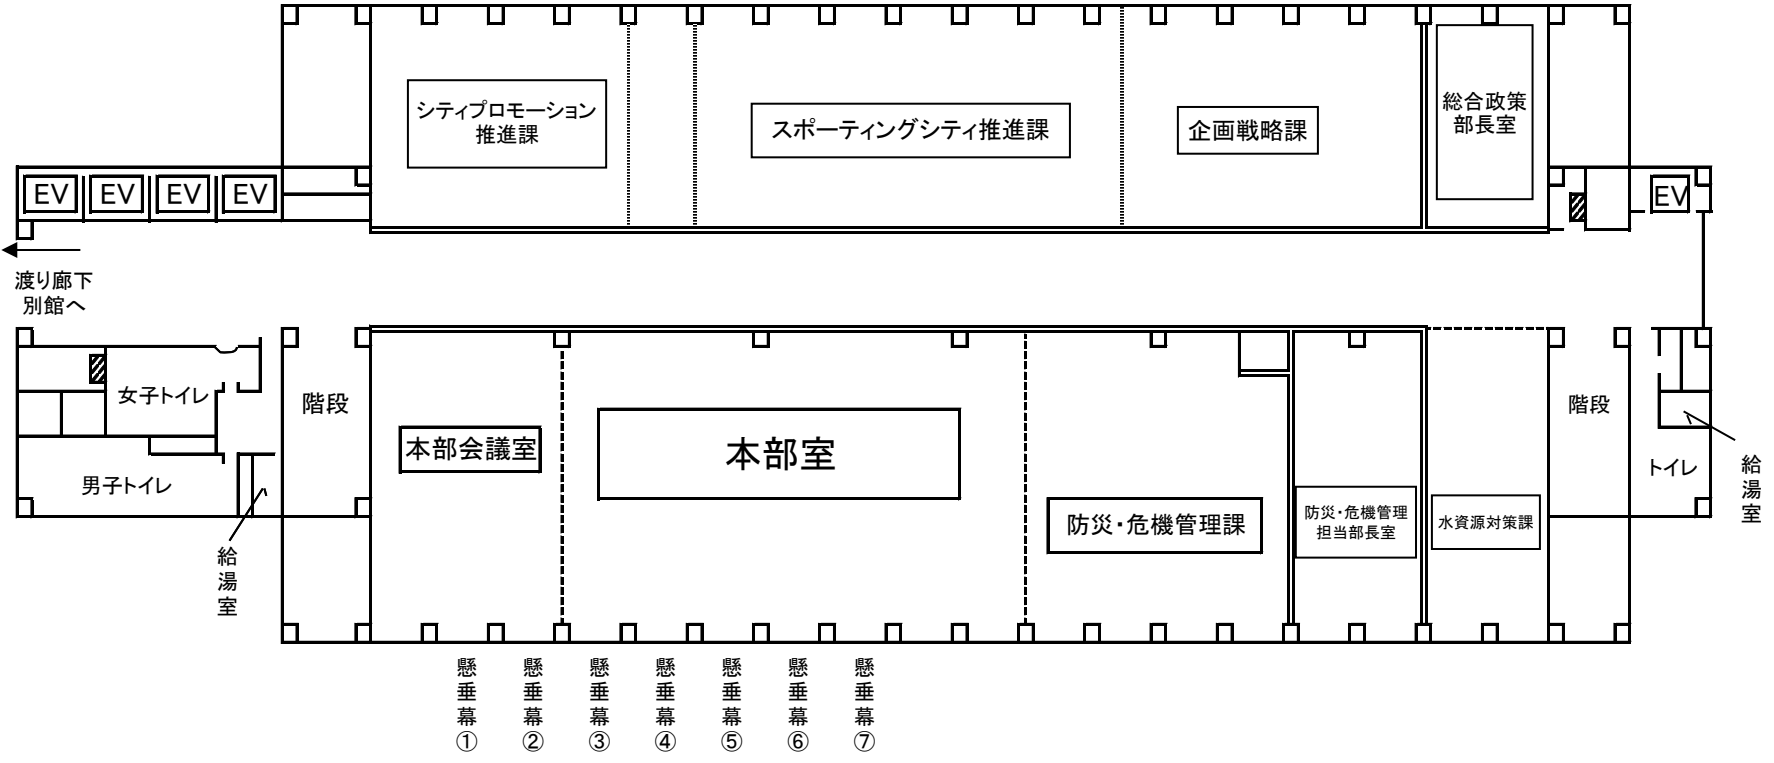 シティプロモーション
推進課
スポーティングシティ推進課
企画戦略課
総合政策
部長室
EV
EV
EV
EV
EV
渡り廊下
別館へ
女子トイレ
男子トイレ
給湯室
階段
本部会議室
本部室
防災・危機管理課
防災・危機管理
担当部長室
水資源対策課
階段
トイレ
給湯室
懸垂幕①
懸垂幕②
懸垂幕③
懸垂幕④
懸垂幕⑤
懸垂幕⑥
懸垂幕⑦